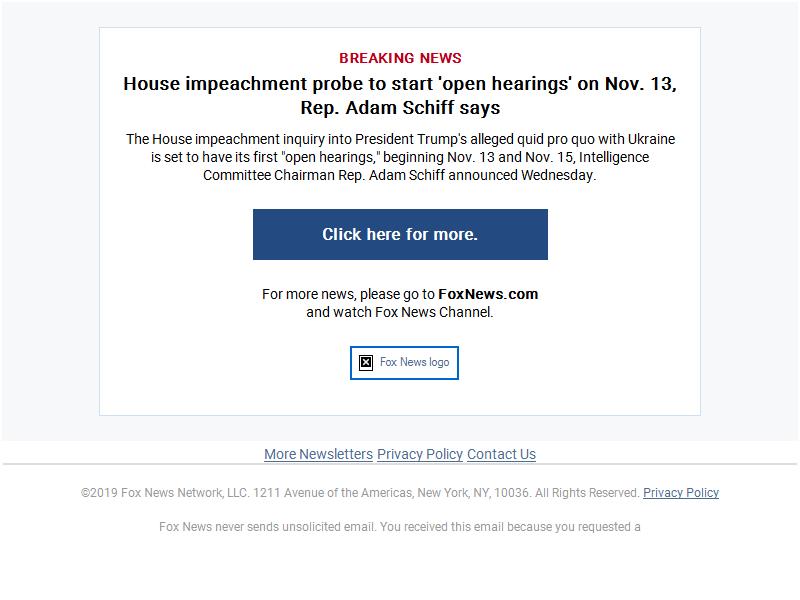 BREAKING NEWS
House impeachment probe to start 'open hearings' on Nov. 13,
Rep. Adam Schiff says
The House impeachment inquiry into President Trump's alleged quid pro quo with Ukraine
is set to have its first "open hearings," beginning Nov. 13 and Nov. 15, Intelligence
Committee Chairman Rep. Adam Schiff announced Wednesday.
Click here for more.
For more news, please go to FoxNews.com
and watch Fox News Channel.
Fox News logo
More Newsletters Privacy Policy Contact Us
©2019 Fox News Network, LLC. 1211 Avenue of the Americas, New York, NY, 10036. All Rights Reserved. Privacy Policy
Fox News never sends unsolicited email. You received this email because you requested a